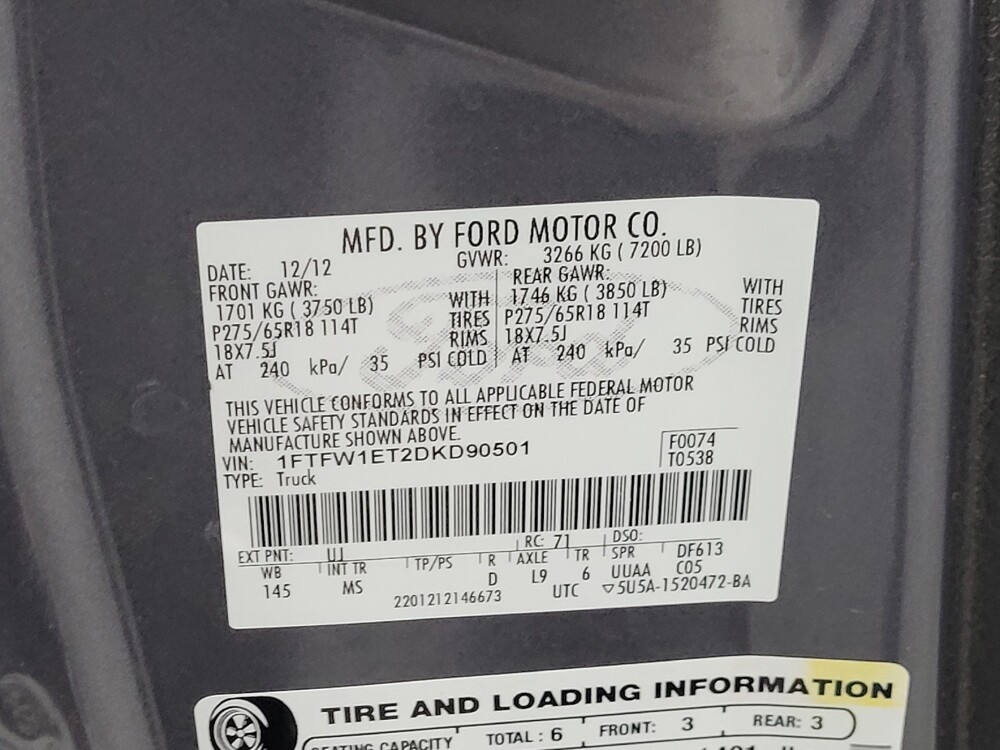 MFD. BY FORD MOTOR CO.
DATE: 12/12 GVWR: 3266 KG ( 7200 LB)
FRONT GAWR: REAR GAWR:
1701 KG ( 3750 LB) WITH 1746 KG ( 3850 LB) WITH
P275/65R18 114T TIRES P275/65R18 114T TIRES
18X7.5J RIMS 18X7.5J RIMS
AT 240 kPa/ 35 PSI COLD AT 240 kPa/ 35 PSI COLD
Ford
THIS VEHICLE CONFORMS TO ALL APPLICABLE FEDERAL MOTOR
VEHICLE SAFETY STANDARDS IN EFFECT ON THE DATE OF
MANUFACTURE SHOWN ABOVE.
VIN: 1FTFW1ET2DKD90501 F0074
TYPE: Truck T0538
EXT PNT: UJ RC: 71 DSO:
WB INT TR TP/PS R AXLE TR SPR DF613
145 MS D L9 6 UUAA C05
2201212146673 UTC ▽5U5A-1520472-BA
TIRE AND LOADING INFORMATION
SEATING CAPACITY TOTAL : 6 FRONT: 3 REAR: 3